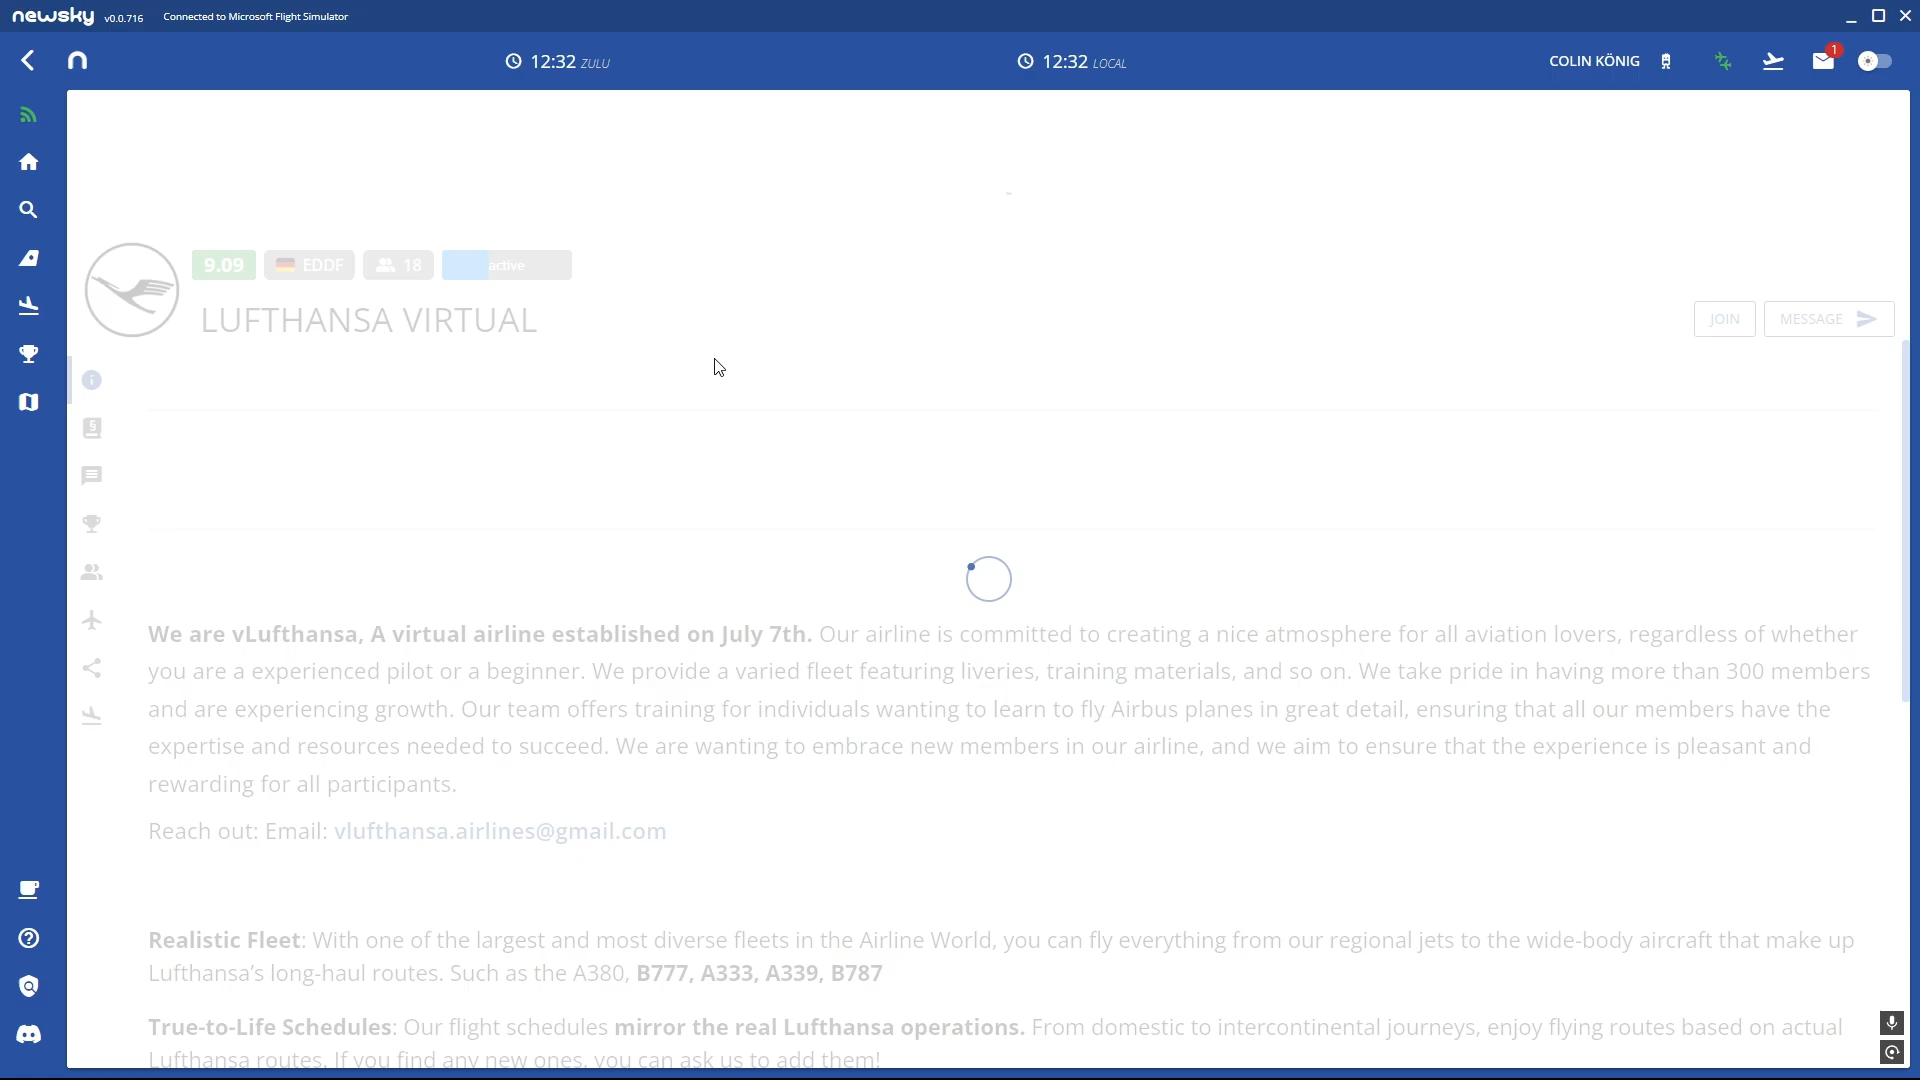 newsky v0.0.716 Connected to Microsoft Flight Simulator
12:32 ZULU
12:32 LOCAL
COLIN KÖNIG
1
9.09
EDDF
18
active
LUFTHANSA VIRTUAL
JOIN
MESSAGE
We are vLufthansa, A virtual airline established on July 7th. Our airline is committed to creating a nice atmosphere for all aviation lovers, regardless of whether
you are a experienced pilot or a beginner. We provide a varied fleet featuring liveries, training materials, and so on. We take pride in having more than 300 members
and are experiencing growth. Our team offers training for individuals wanting to learn to fly Airbus planes in great detail, ensuring that all our members have the
expertise and resources needed to succeed. We are wanting to embrace new members in our airline, and we aim to ensure that the experience is pleasant and
rewarding for all participants.
Reach out: Email: vlufthansa.airlines@gmail.com
Realistic Fleet: With one of the largest and most diverse fleets in the Airline World, you can fly everything from our regional jets to the wide-body aircraft that make up
Lufthansa's long-haul routes. Such as the A380, B777, A333, A339, B787
True-to-Life Schedules: Our flight schedules mirror the real Lufthansa operations. From domestic to intercontinental journeys, enjoy flying routes based on actual
Lufthansa routes. If you find any new ones, you can ask us to add them!